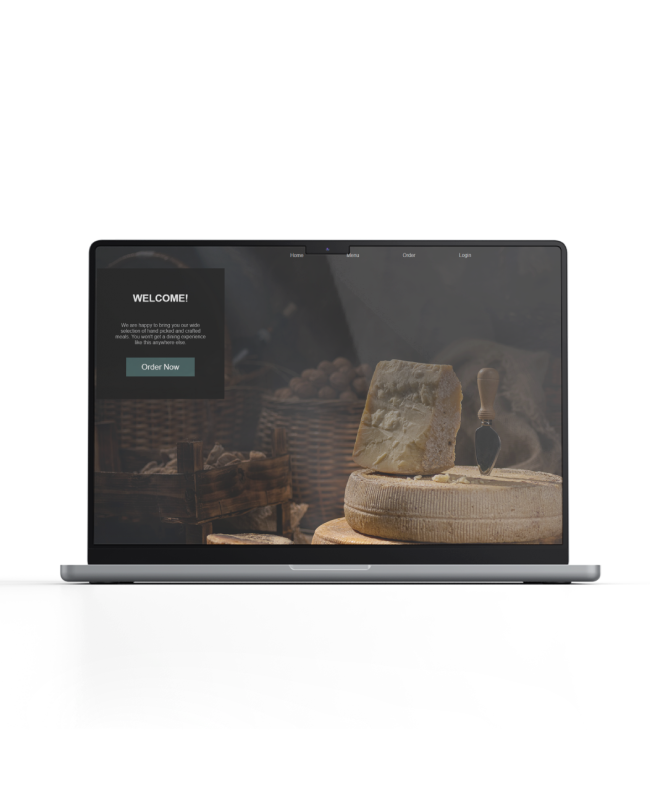 Home Menu Order Login
WELCOME!
We are happy to bring you our wide
selection of hand picked and crafted
meals. You won't get a dining experience
like this anywhere else.
Order Now